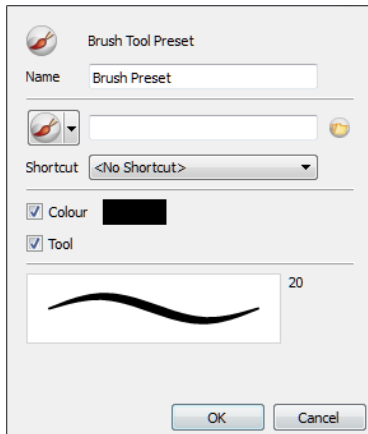 Brush Tool Preset
Name Brush Preset
Shortcut <No Shortcut>
Colour
Tool
20
OK Cancel